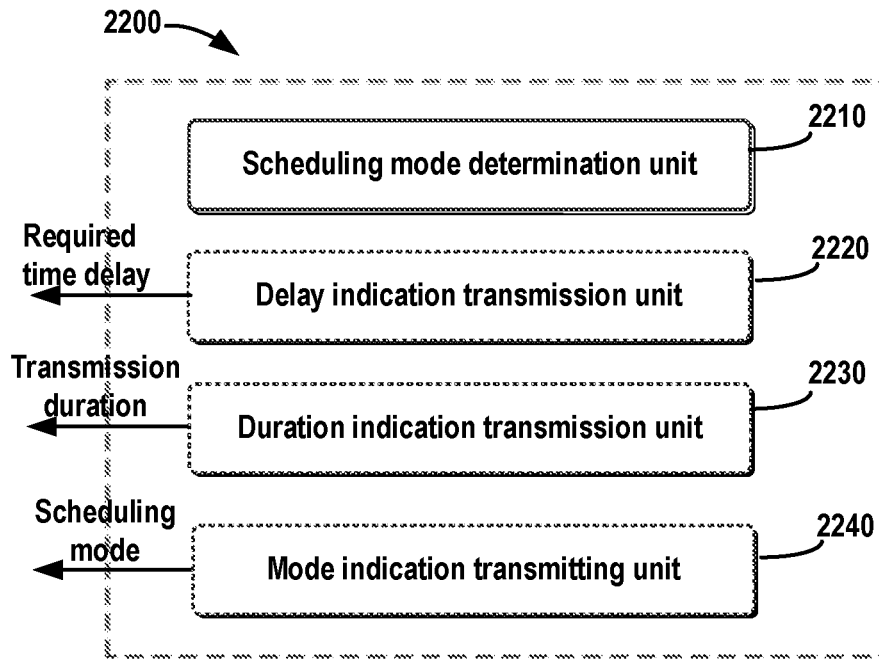 2200
2210
Scheduling mode determination unit
Required
time delay
2220
Delay indication transmission unit
Transmission
duration
2230
Duration indication transmission unit
Scheduling
mode
2240
Mode indication transmitting unit